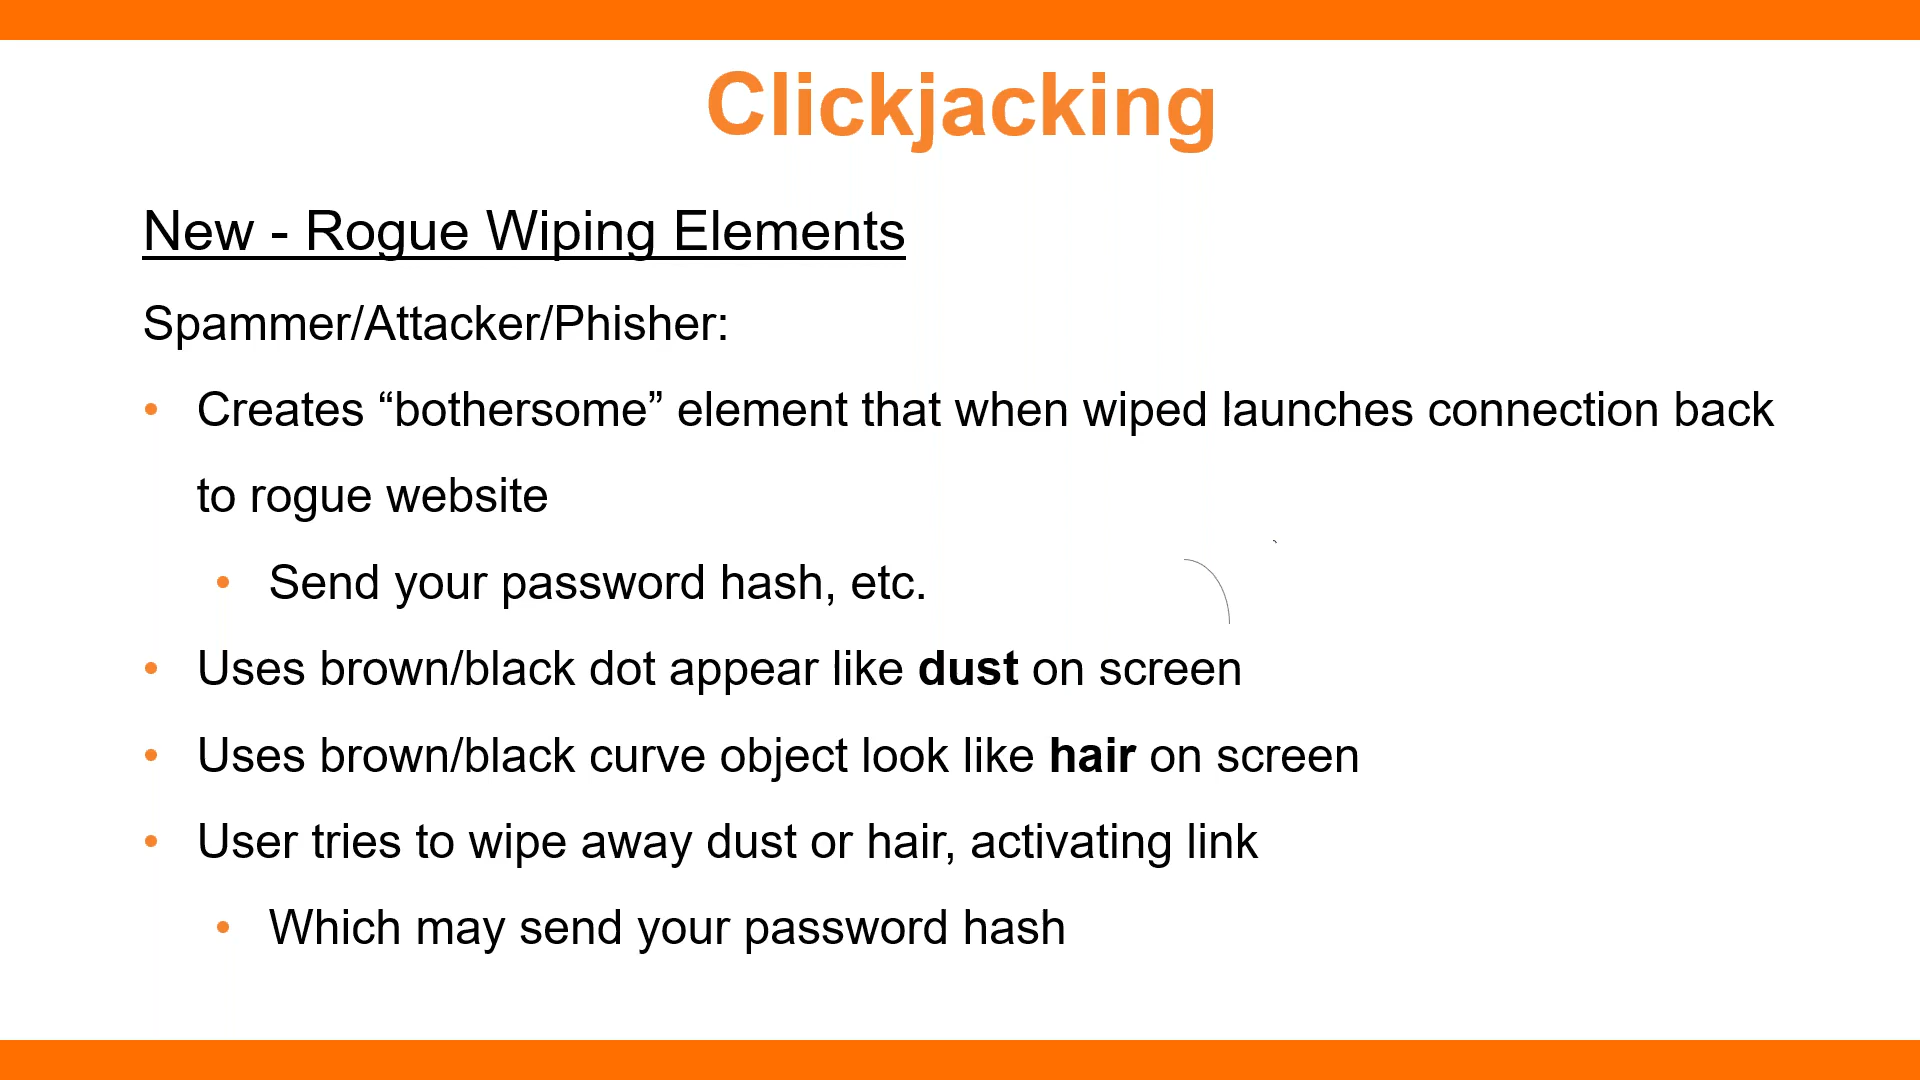 Clickjacking
New - Rogue Wiping Elements
Spammer/Attacker/Phisher:
• Creates “bothersome” element that when wiped launches connection back
to rogue website
• Send your password hash, etc.
• Uses brown/black dot appear like dust on screen
• Uses brown/black curve object look like hair on screen
• User tries to wipe away dust or hair, activating link
• Which may send your password hash